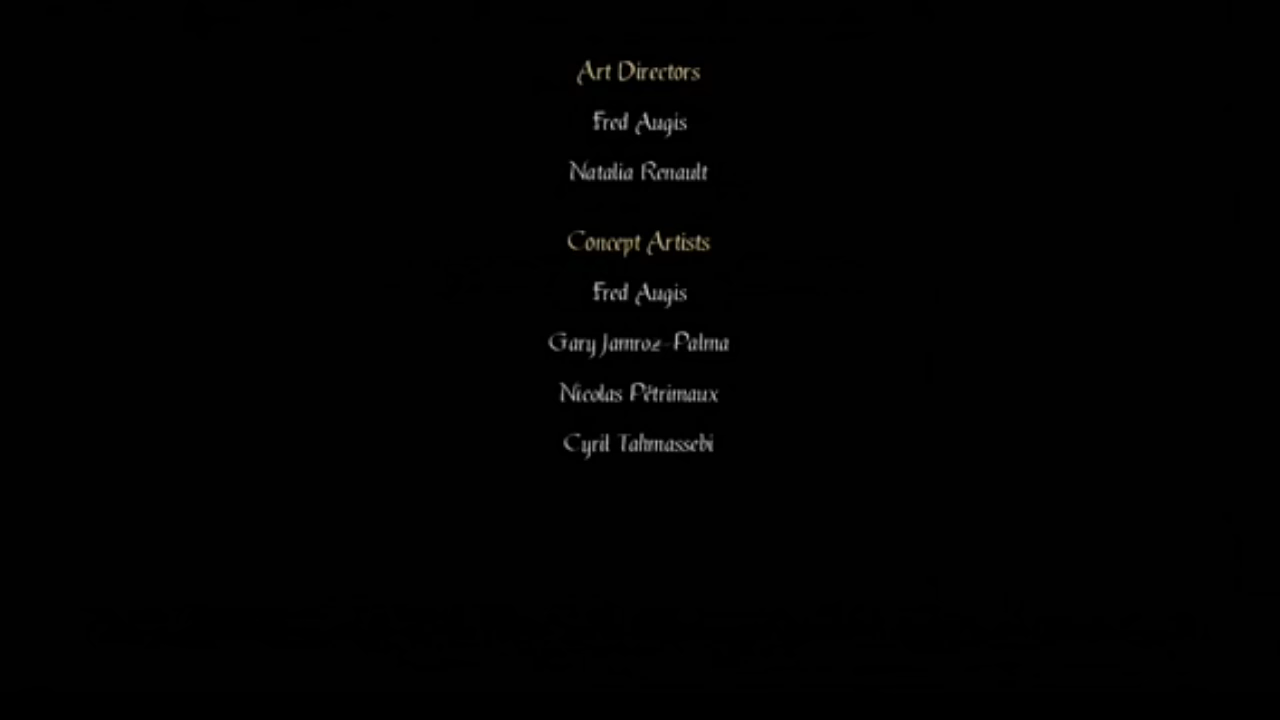 Art Directors
Fred Augis
Natalia Renault
Concept Artists
Fred Augis
Gary Jamroz-Palma
Nicolas Pétrimaux
Cyril Tahmassebi